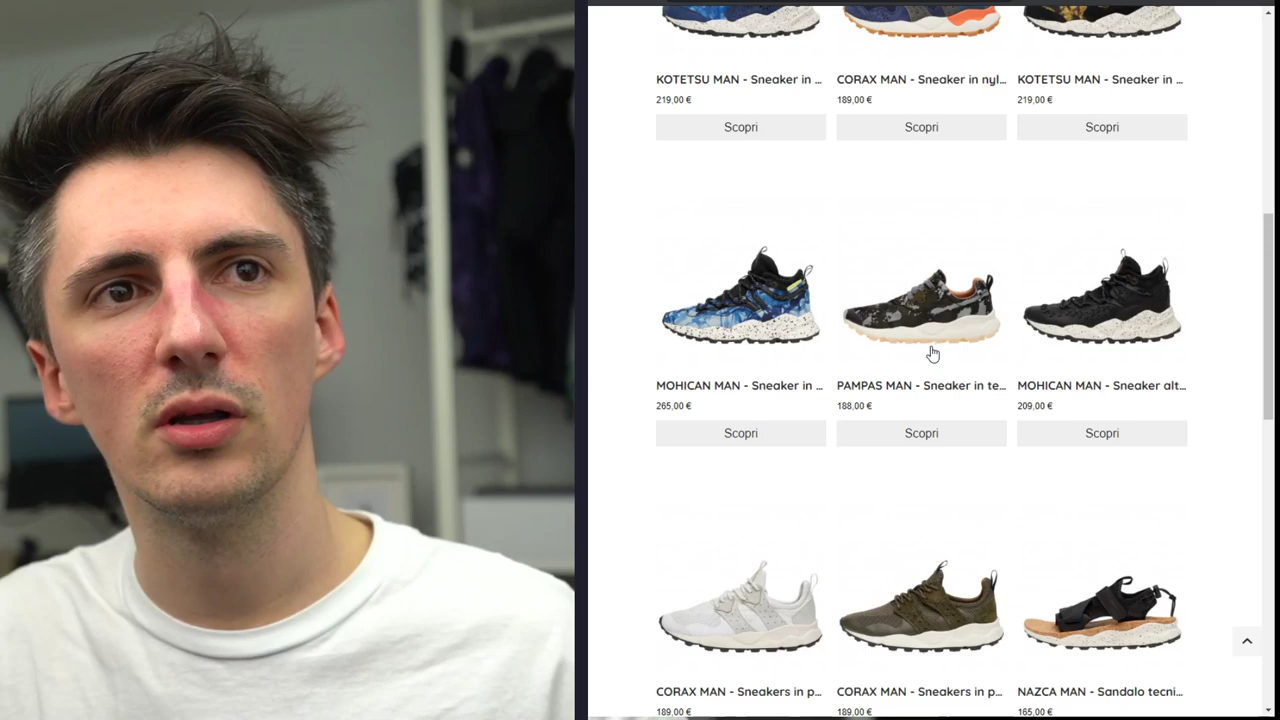 KOTETSU MAN - Sneaker in ...
CORAX MAN - Sneaker in nyl...
KOTETSU MAN - Sneaker in ...
219,00 €
189,00 €
219,00 €
Scopri
Scopri
Scopri
MOHICAN MAN - Sneaker in ...
PAMPAS MAN - Sneaker in te...
MOHICAN MAN - Sneaker alt...
265,00 €
188,00 €
209,00 €
Scopri
Scopri
Scopri
CORAX MAN - Sneakers in p...
CORAX MAN - Sneakers in p...
NAZCA MAN - Sandalo tecni...
189,00 €
189,00 €
165,00 €